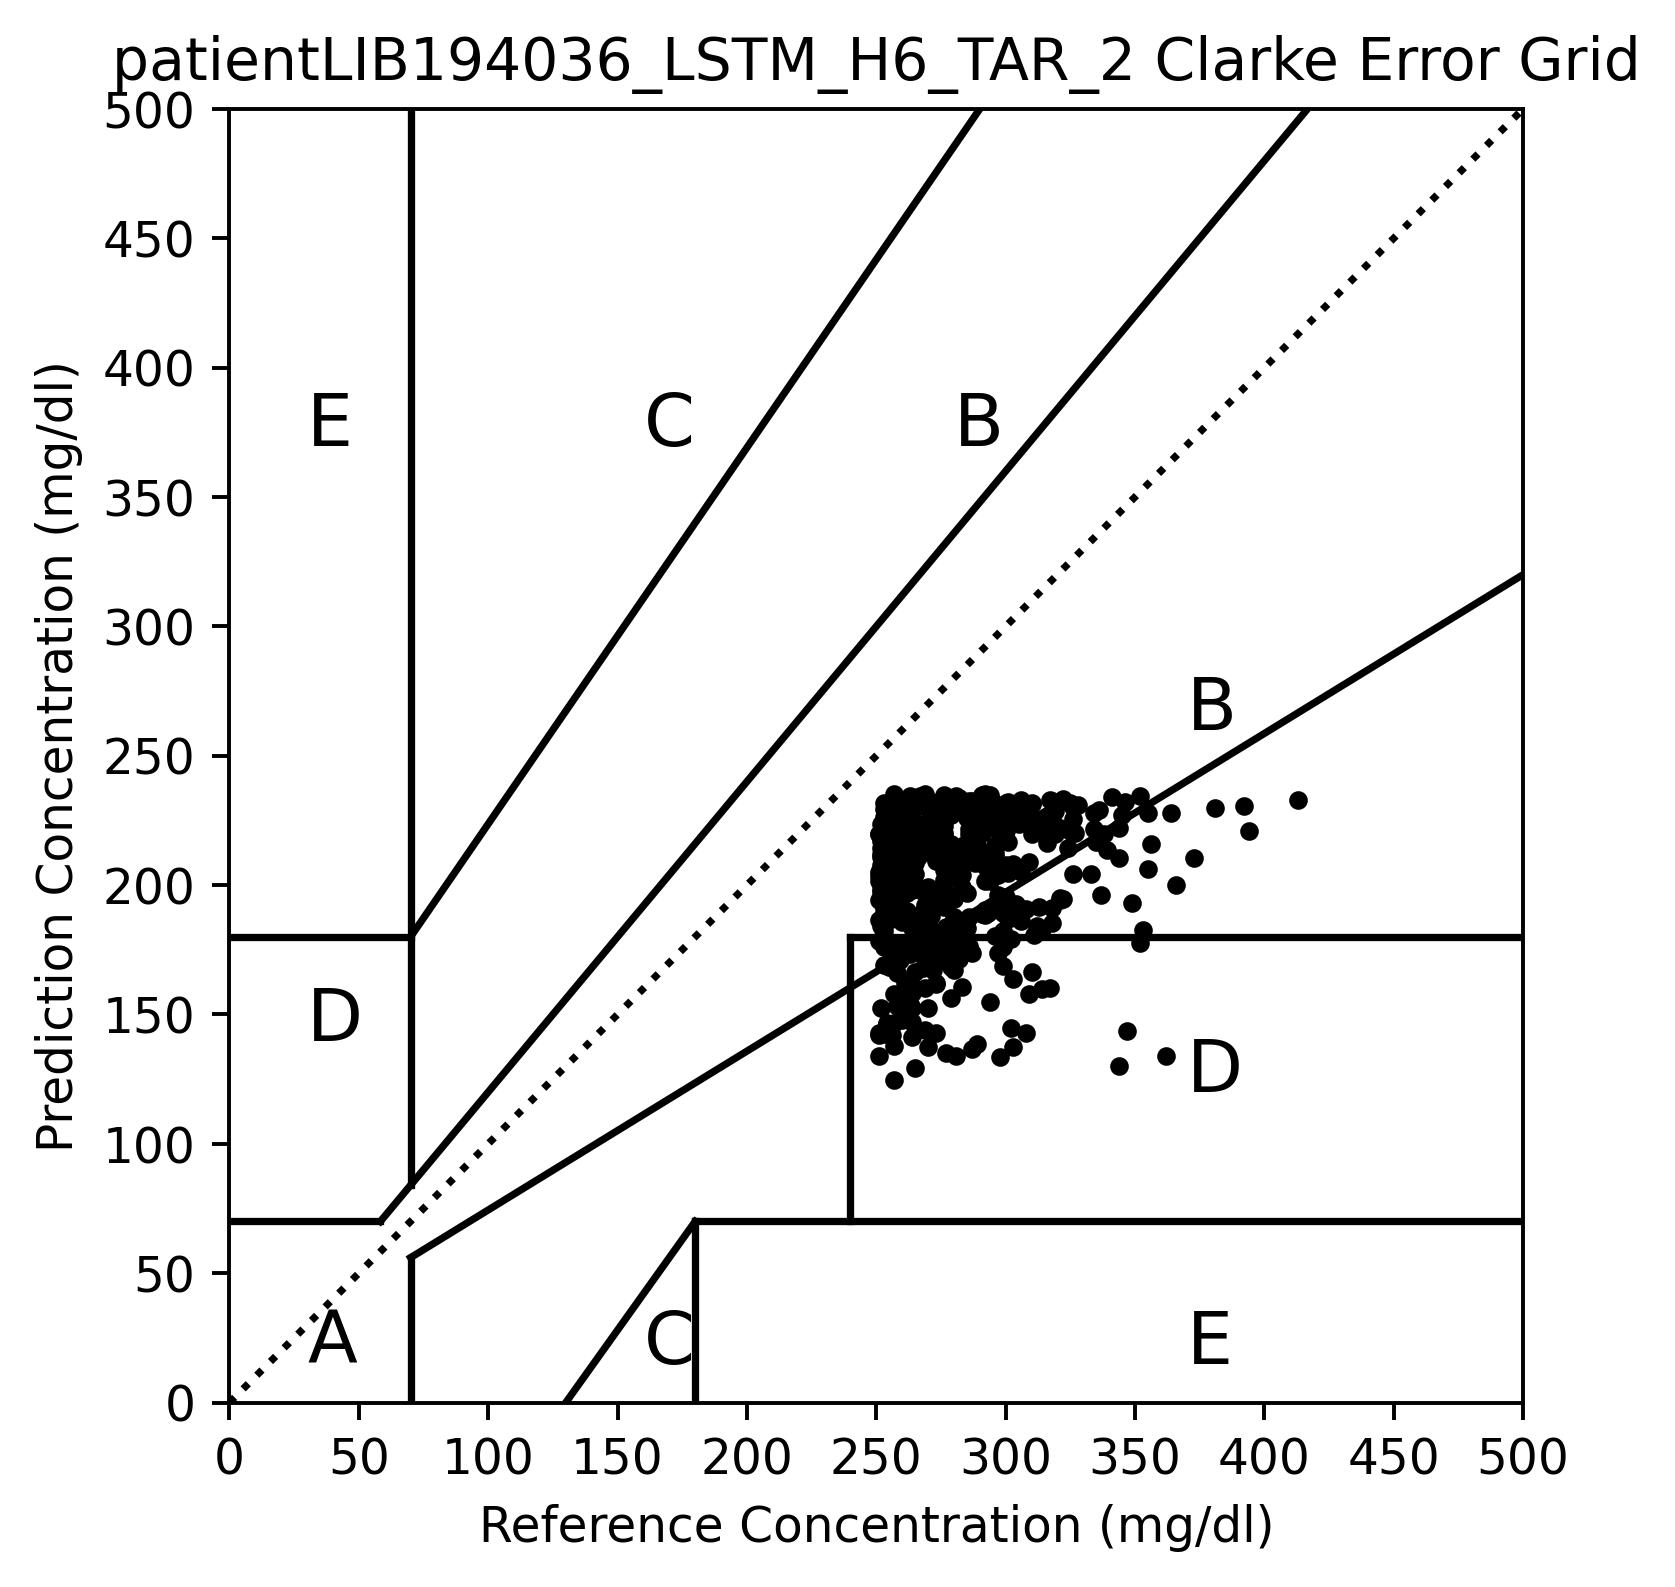 patientLIB194036_LSTM_H6_TAR_2 Clarke Error Grid
500
450
400
350
300
250
200
150
100
50
0
Prediction Concentration (mg/dl)
E
C
B
B
D
D
A
C
E
0 50 100 150 200 250 300 350 400 450 500
Reference Concentration (mg/dl)